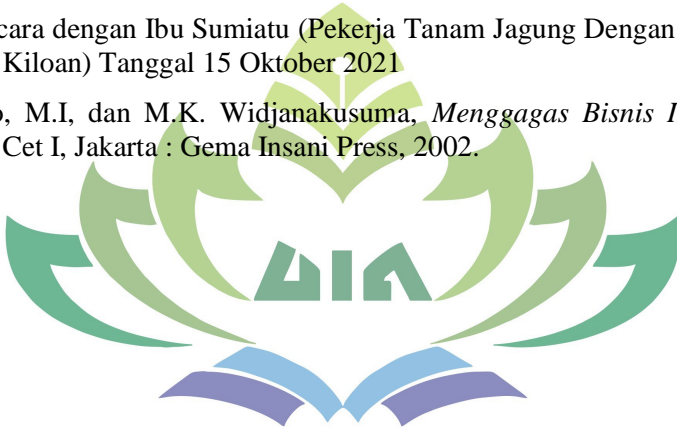 cara dengan Ibu Sumiatu (Pekerja Tanam Jagung Dengan
Kiloan) Tanggal 15 Oktober 2021
o, M.I, dan M.K. Widjanakusuma, Menggagas Bisnis I
Cet I, Jakarta : Gema Insani Press, 2002.
UIN